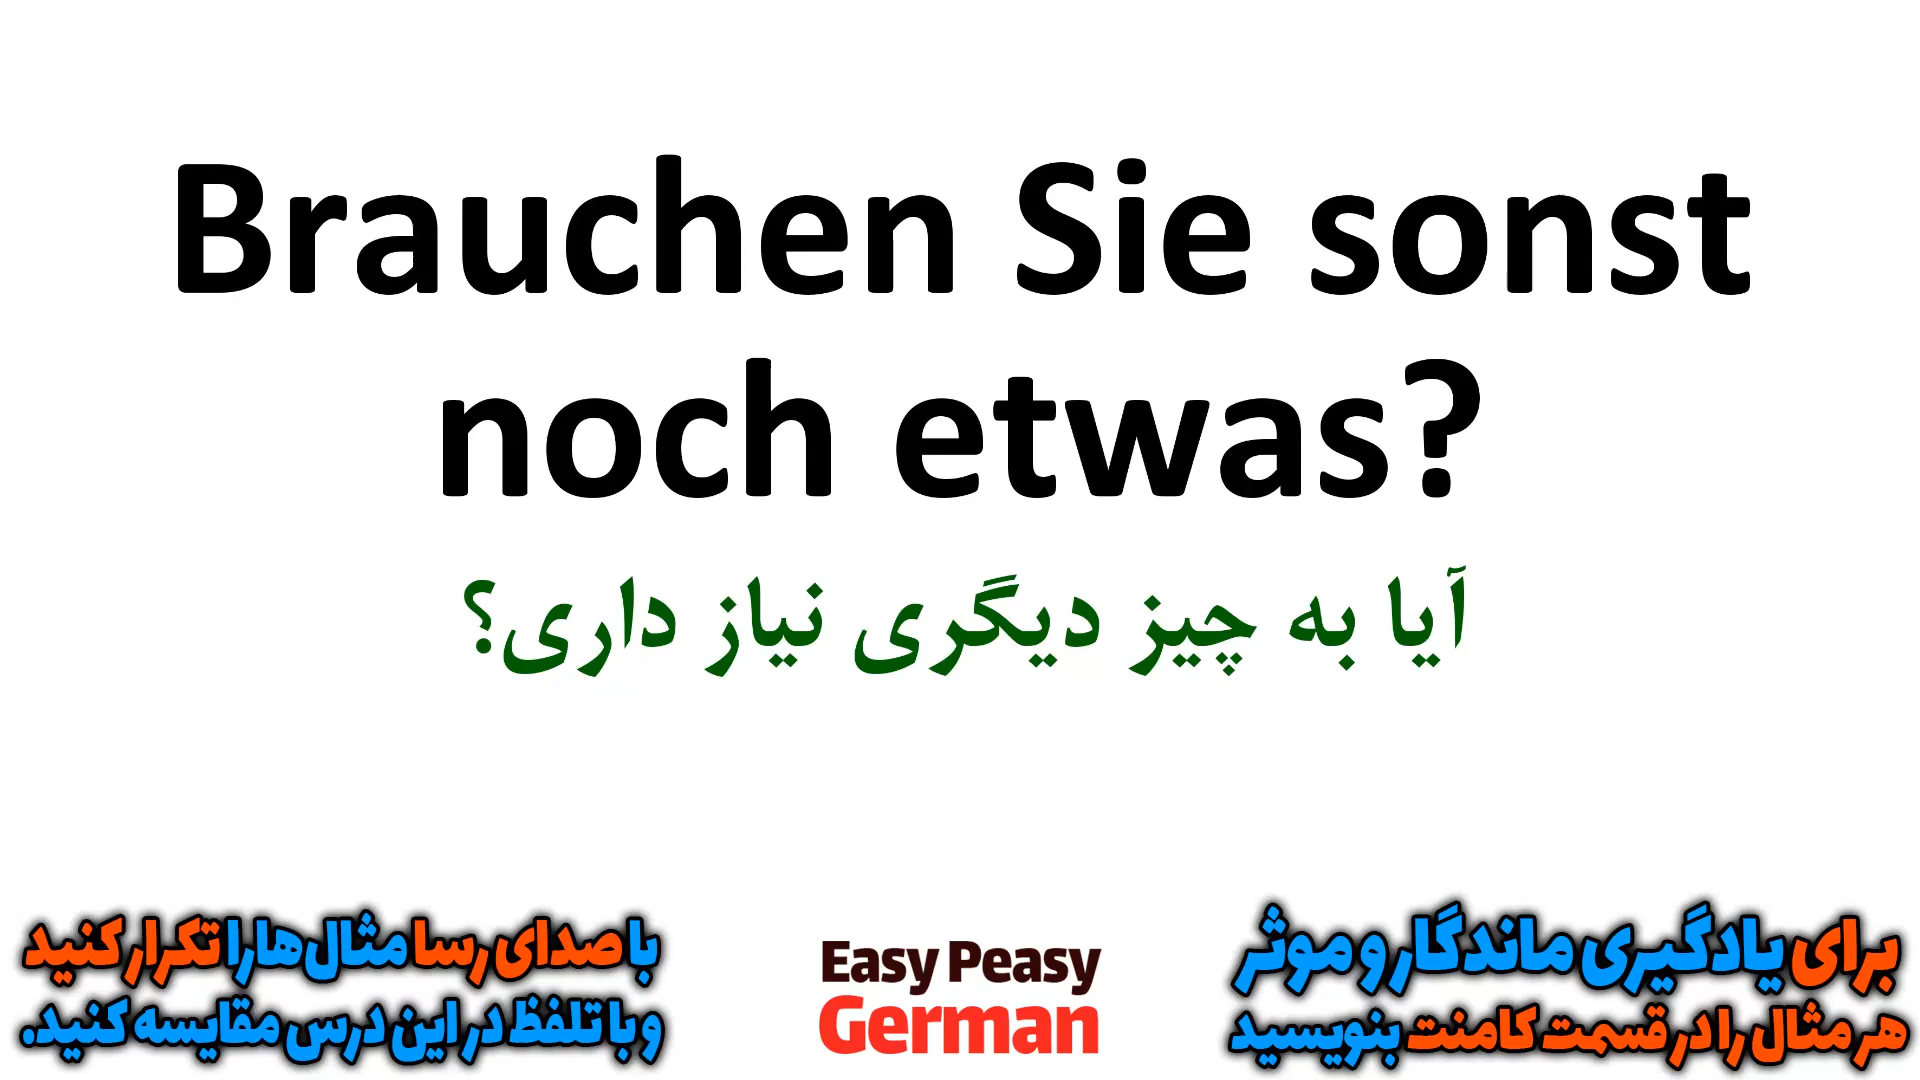 Brauchen Sie sonst
noch etwas?
آیا به چیز دیگری نیاز داری؟
برای یادگیری ماندگار و موثر
هر مثال را در قسمت کامنت بنویسید
Easy Peasy
German
با صدای رسا مثال‌ها را تکرار کنید
و با تلفظ در این درس مقایسه کنید.